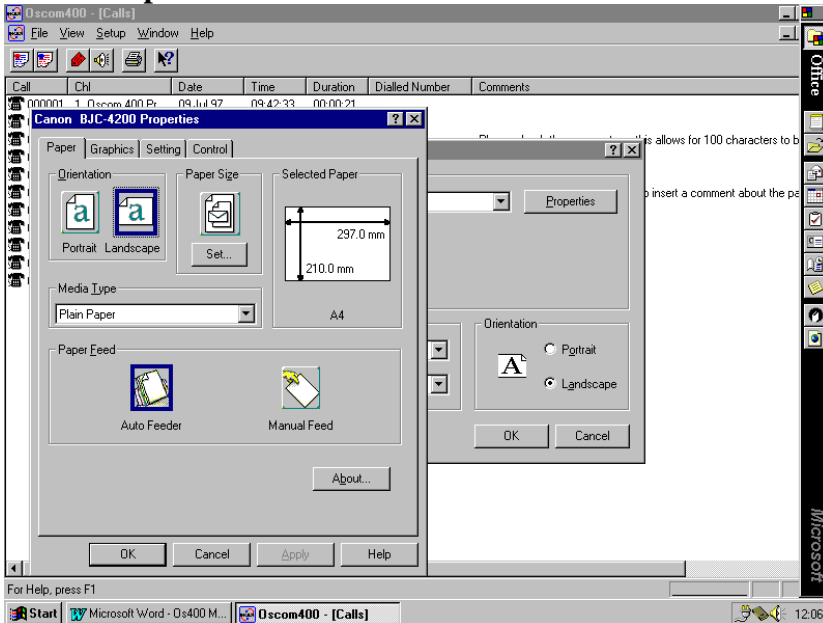 Oscom400 - [Calls]
File View Setup Window Help
Call Chl Date Time Duration Dialled Number Comments
000001 1 Oscom 400 Pr 09 Jul 97 09:42:33 00:00:21
Canon BJC-4200 Properties
is allows for 100 characters to b
Paper Graphics Setting Control
Orientation Paper Size Selected Paper
insert a comment about the pa
Properties
a a
297.0 mm
Portrait Landscape Set...
210.0 mm
Media Type
Plain Paper A4
Orientation
Paper Feed
Portrait
A
Landscape
Auto Feeder Manual Feed
OK Cancel
About...
OK Cancel Apply Help
For Help, press F1
Start Microsoft Word - Os400 M... Oscom400 - [Calls] 12:06
Office
Microsoft